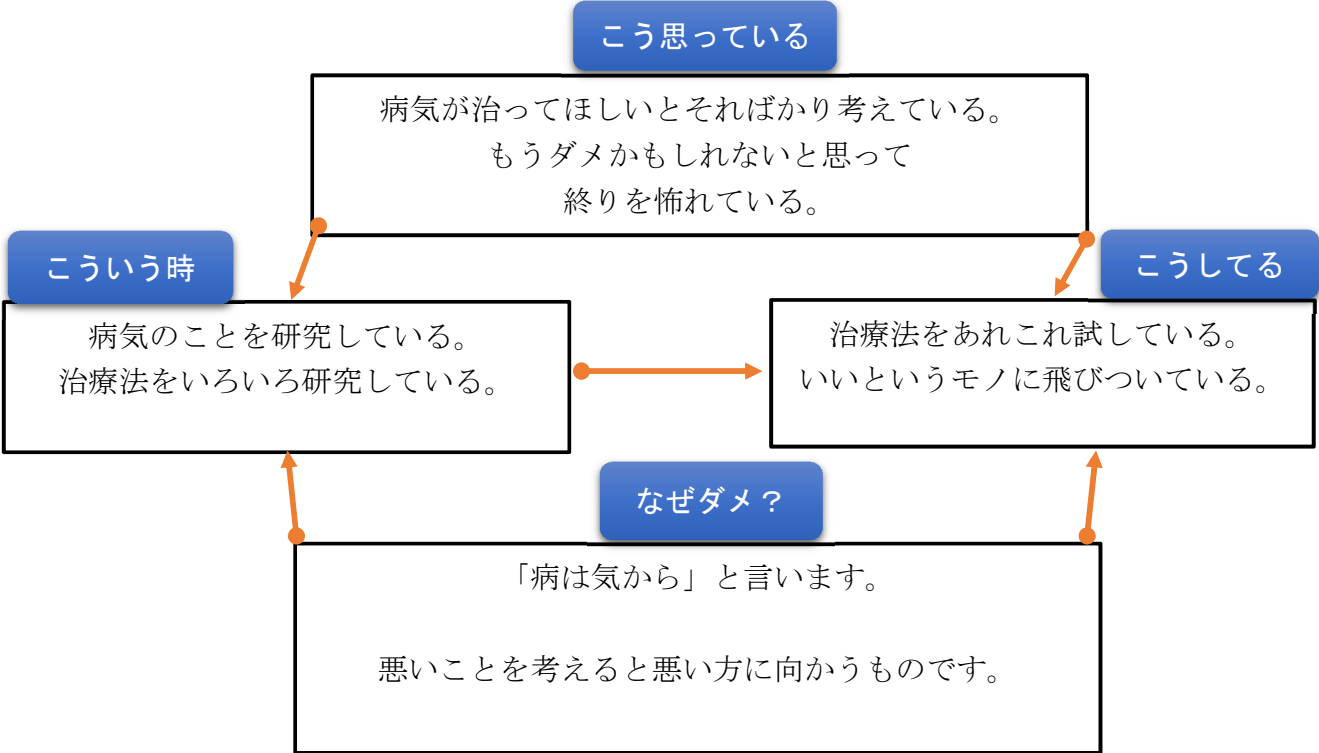 こう思っている
病気が治ってほしいとそればかり考えている。
もうダメかもしれないと思って
終りを怖れている。
こういう時
病気のことを研究している。
治療法をいろいろ研究している。
こうしてる
治療法をあれこれ試している。
いいというモノに飛びついている。
なぜダメ？
「病は気から」と言います。
悪いことを考えると悪い方に向かうものです。